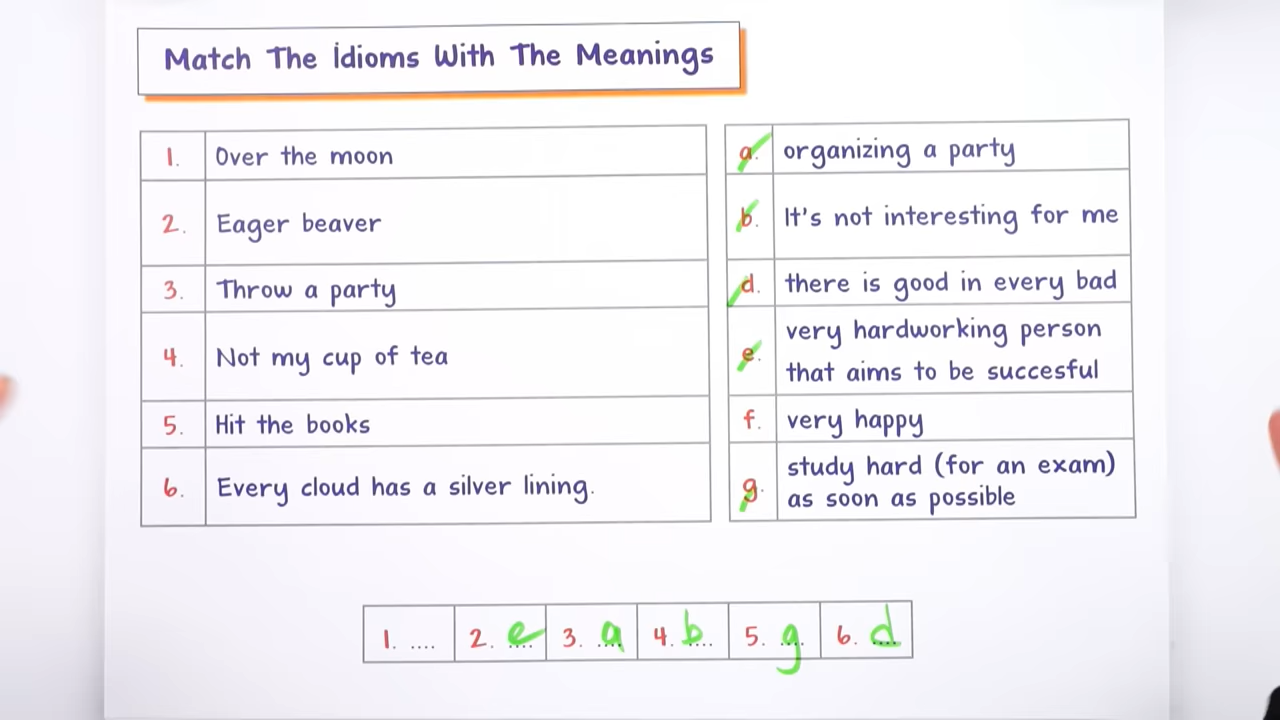 Match The İdioms With The Meanings
1. Over the moon
2. Eager beaver
3. Throw a party
4. Not my cup of tea
5. Hit the books
6. Every cloud has a silver lining.
a. organizing a party
b. It's not interesting for me
d. there is good in every bad
e. very hardworking person
that aims to be succesful
f. very happy
g. study hard (for an exam)
as soon as possible
1. .... 2. e 3. a 4. b 5. g 6. d